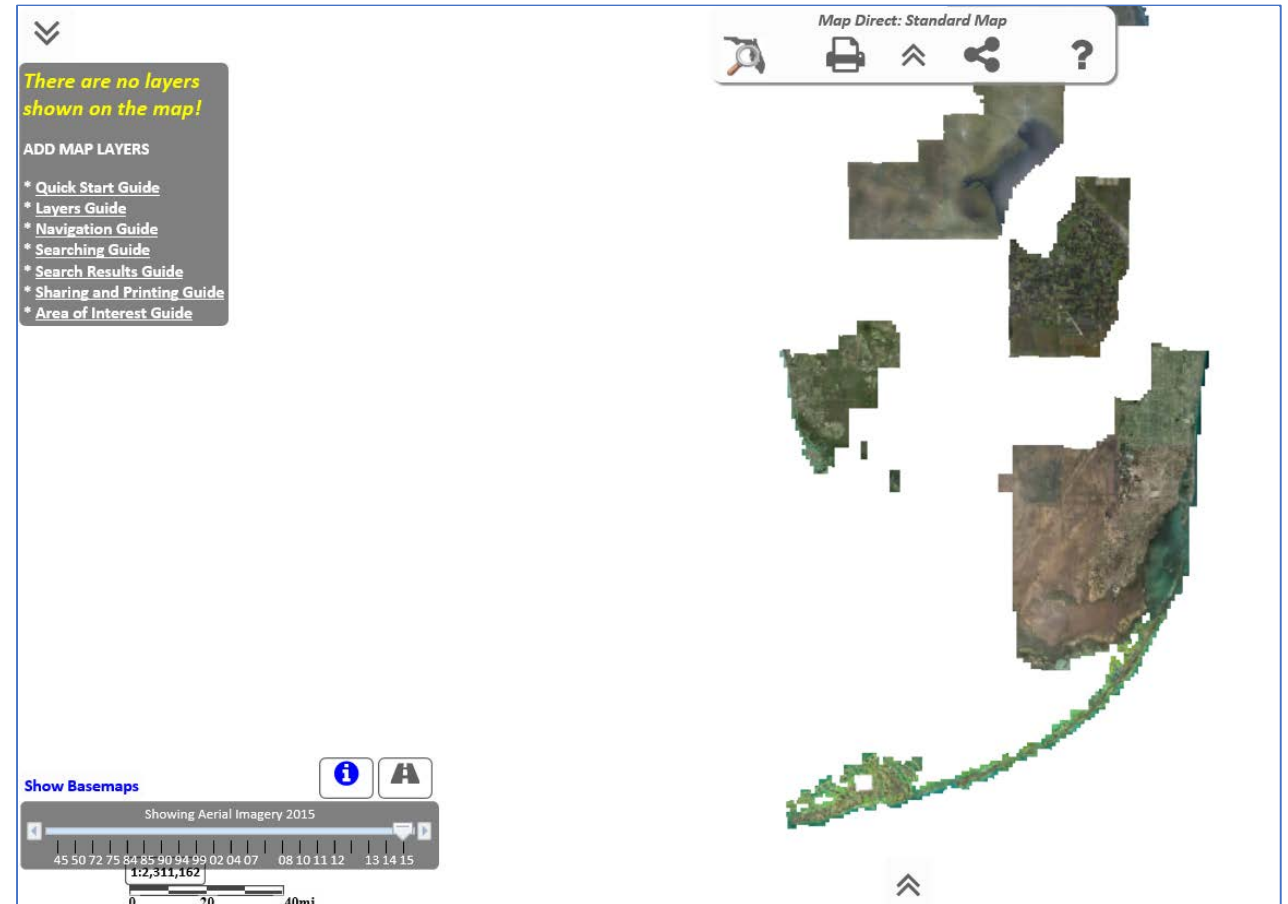 Map Direct: Standard Map
?
There are no layers
shown on the map!
ADD MAP LAYERS
* Quick Start Guide
* Layers Guide
* Navigation Guide
* Searching Guide
* Search Results Guide
* Sharing and Printing Guide
* Area of Interest Guide
Show Basemaps
i
Showing Aerial Imagery 2015
45 50 72 75 84 85 90 94 99 02 04 07 08 10 11 12 13 14 15
1:2,311,162
0 20 40mi